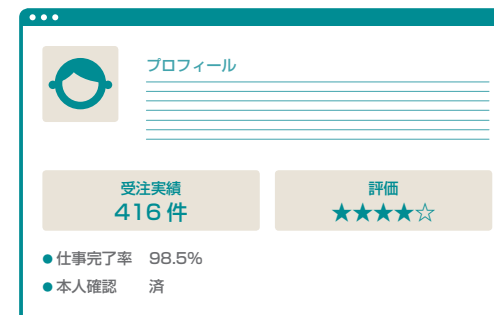 プロフィール
受注実績
416 件
評価
★★★★☆
●仕事完了率 98.5%
●本人確認 済